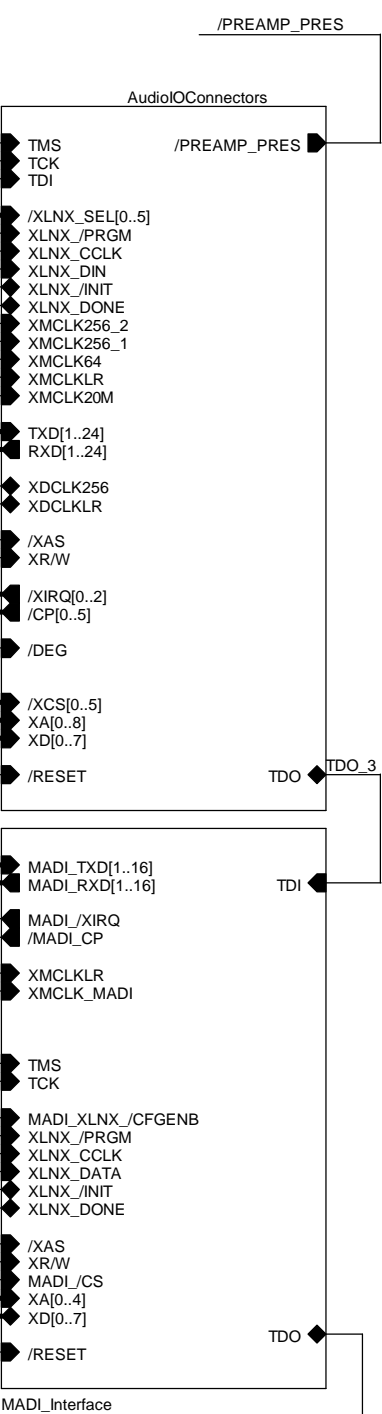 /PREAMP_PRES
AudioIOConnectors
TMS
/PREAMP_PRES
TCK
TDI
/XLNX_SEL[0..5]
XLNX_/PRGM
XLNX_CCLK
XLNX_DIN
XLNX_/INIT
XLNX_DONE
XMCLK256_2
XMCLK256_1
XMCLK64
XMCLKLR
XMCLK20M
TXD[1..24]
RXD[1..24]
XDCLK256
XDCLKLR
/XAS
XR/W
/XIRQ[0..2]
/CP[0..5]
/DEG
/XCS[0..5]
XA[0..8]
XD[0..7]
/RESET
TDO
TDO_3
MADI_TXD[1..16]
MADI_RXD[1..16]
TDI
MADI_/XIRQ
/MADI_CP
XMCLKLR
XMCLK_MADI
TMS
TCK
MADI_XLNX_/CFGENB
XLNX_/PRGM
XLNX_CCLK
XLNX_DATA
XLNX_/INIT
XLNX_DONE
/XAS
XR/W
MADI_/CS
XA[0..4]
XD[0..7]
TDO
/RESET
MADI_Interface